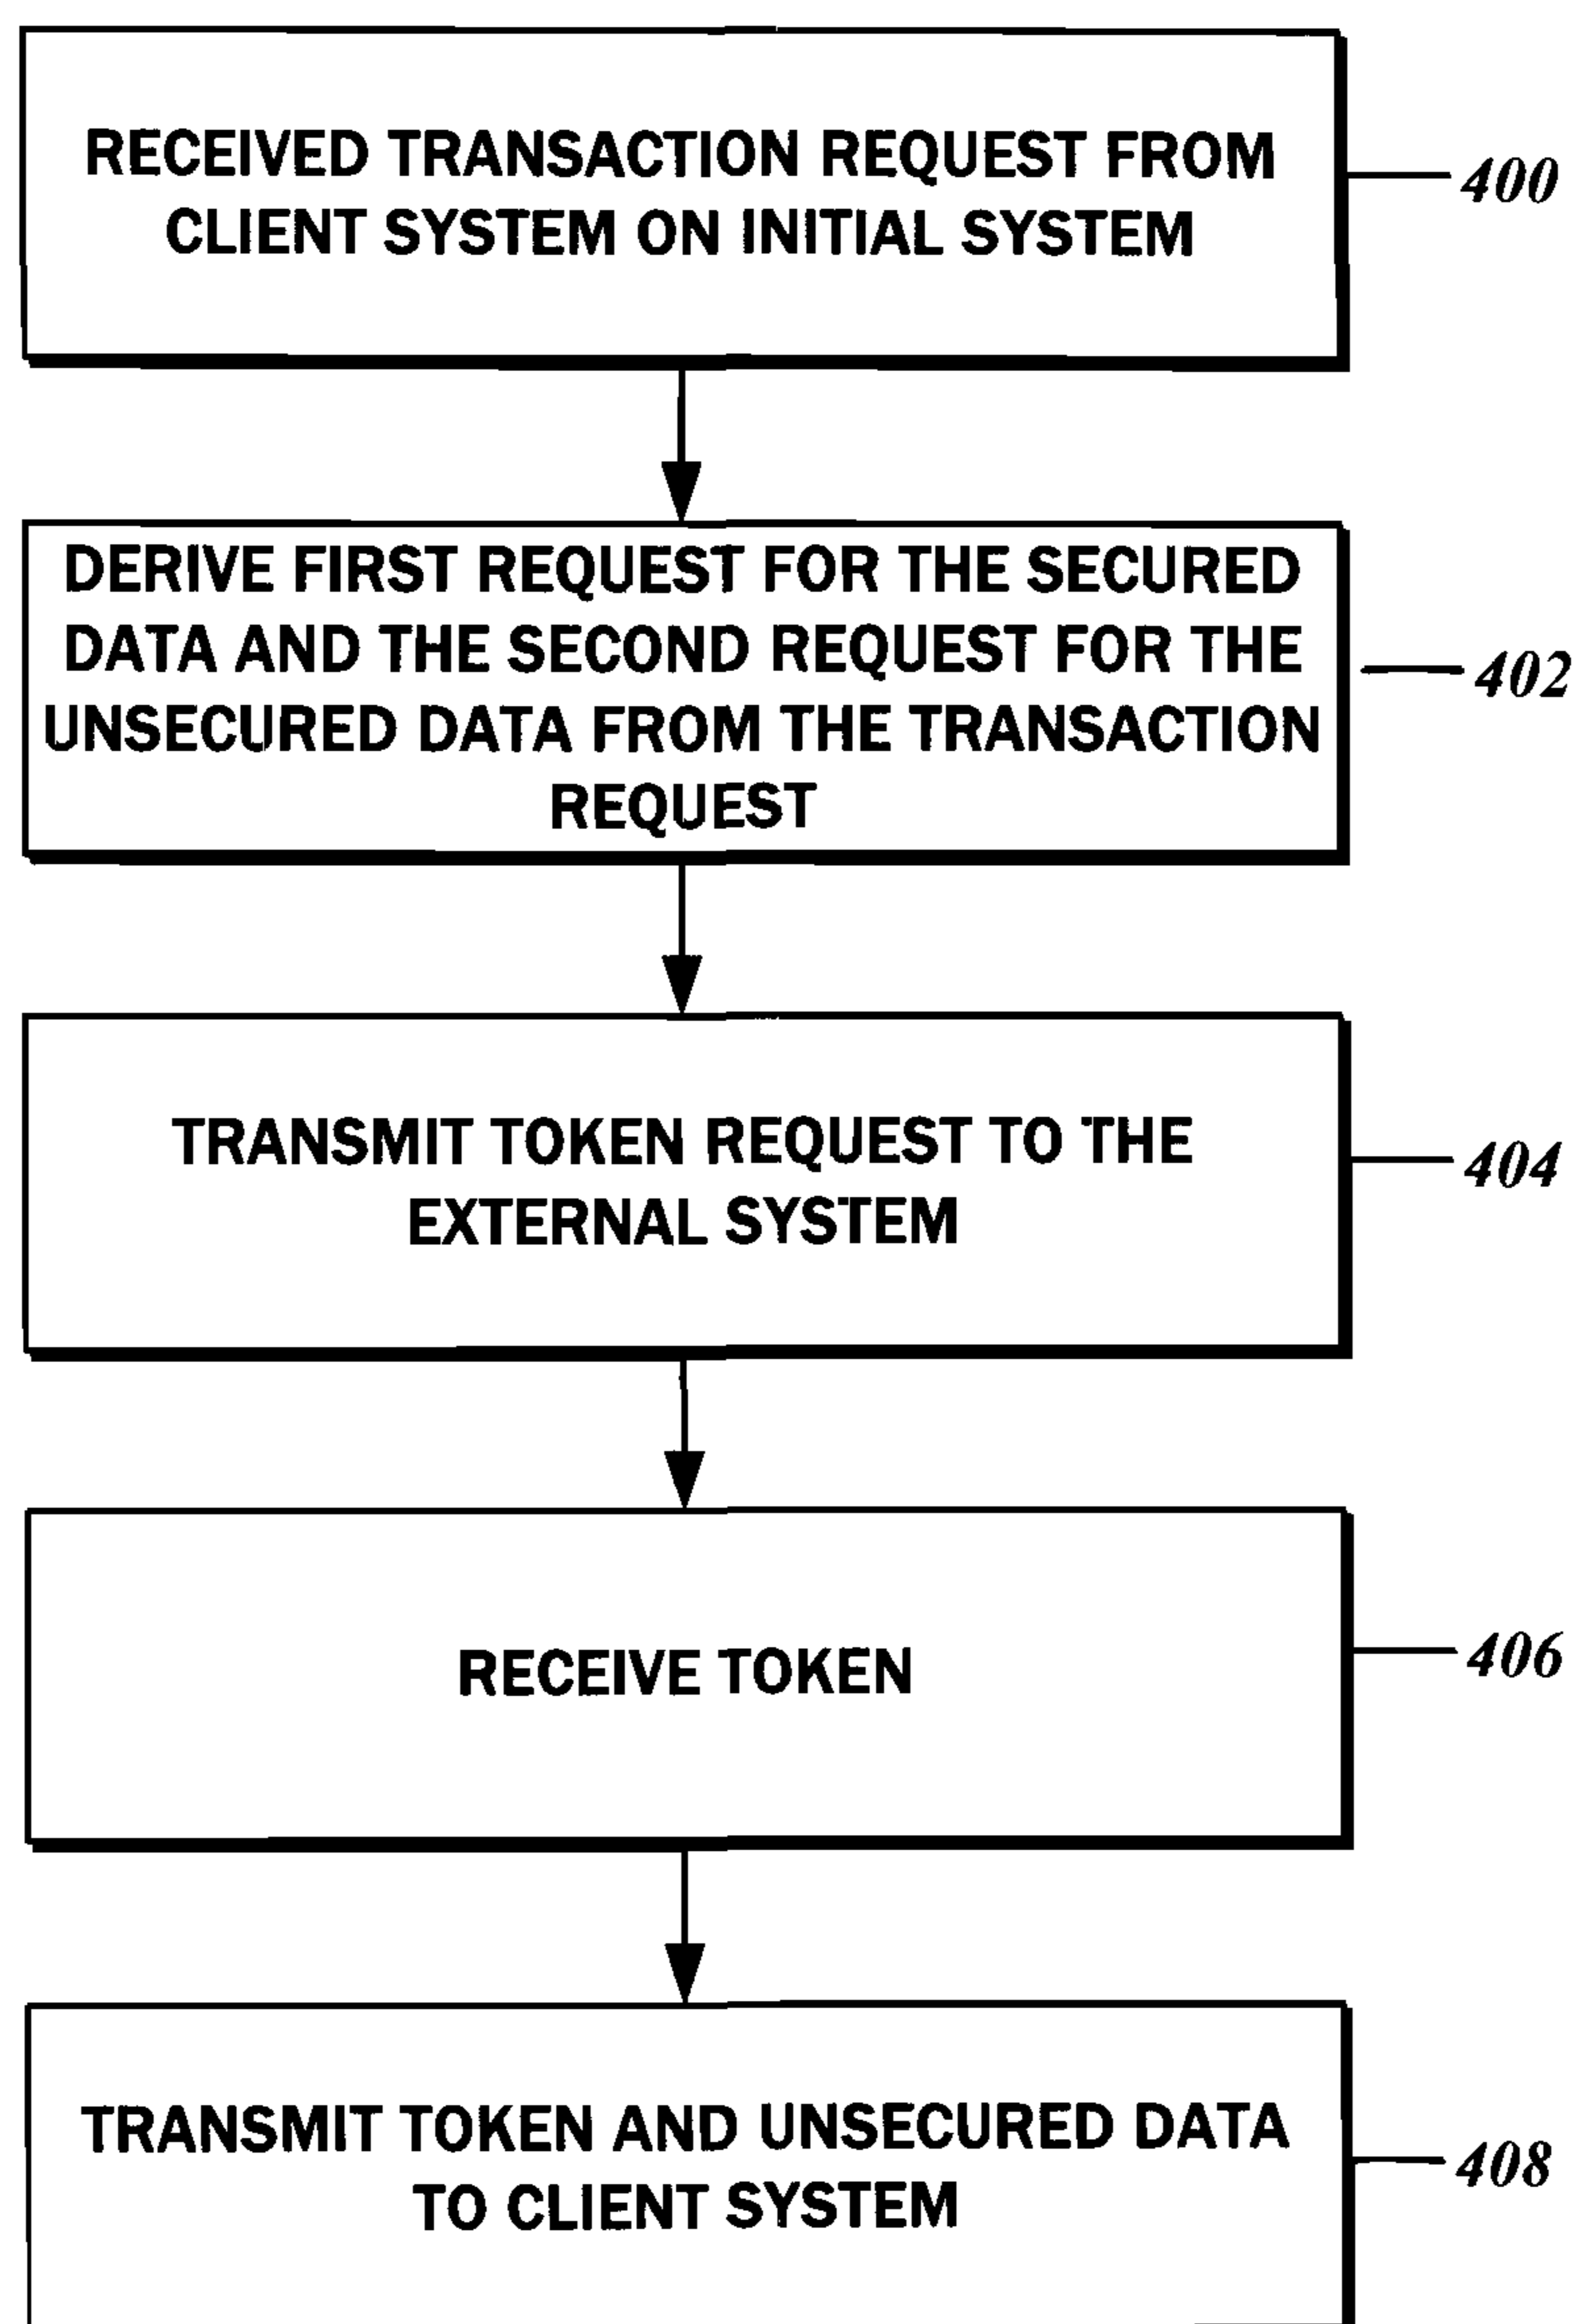 RECEIVED TRANSACTION REQUEST FROM
CLIENT SYSTEM ON INITIAL SYSTEM
400
DERIVE FIRST REQUEST FOR THE SECURED
DATA AND THE SECOND REQUEST FOR THE
UNSECURED DATA FROM THE TRANSACTION
REQUEST
402
TRANSMIT TOKEN REQUEST TO THE
EXTERNAL SYSTEM
404
RECEIVE TOKEN
406
TRANSMIT TOKEN AND UNSECURED DATA
TO CLIENT SYSTEM
408